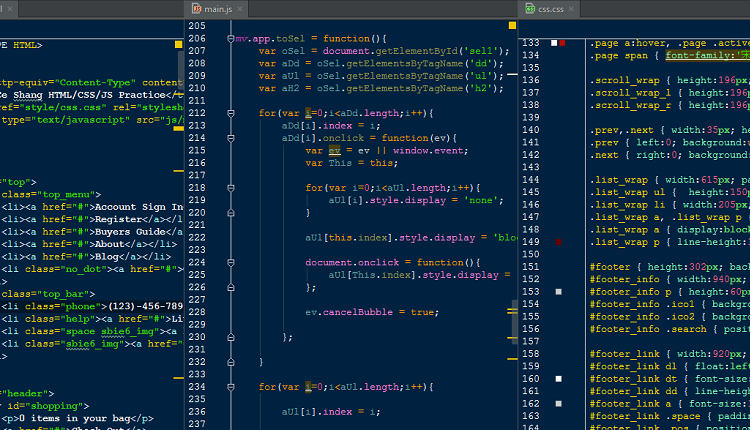 main.js
css.css
PE HTML>
ttp-equiv="Content-Type" content
e Shang HTML/CSS/JS Practice</
ref="style/css.css" rel="stylesh
type="text/javascript" src="js/
"top">
class="top_menu">
<li><a href="#">Account Sign In
<li><a href="#">Register</a></l
<li><a href="#">Buyers Guide</a
<li><a href="#">About</a></li>
<li><a href="#">Blog</a></li>
<li class="no_dot"><a href="#">
>
class="top_bar">
<li class="phone">(123)-456-789
<li class="help"><a href="#">Li
<li class="space sbie6_img"><a
<li class="sbie6_img"><a href="
>
="header">
id="shopping">
<p>0 items in your bag</p>
<a href="#">Check Out</a>
205
206 mv.app.toSel = function(){
207 var oSel = document.getElementById('sel1');
208 var aDd = oSel.getElementsByTagName('dd');
209 var aUl = oSel.getElementsByTagName('ul');
210 var aH2 = oSel.getElementsByTagName('h2');
211
212 for(var i=0;i<aDd.length;i++){
213 aDd[i].index = i;
214 aDd[i].onclick = function(ev){
215 var ev = ev || window.event;
216 var This = this;
217
218 for(var i=0;i<aUl.length;i++){
219 aUl[i].style.display = 'none';
220 }
221
222 aUl[this.index].style.display = 'blo
223
224 document.onclick = function(){
225 aUl[This.index].style.display =
226 };
227
228 ev.cancelBubble = true;
229
230 };
231
232 }
233
234 for(var i=0;i<aUl.length;i++){
235
236 aUl[i].index = i;
237
133 .page a:hover, .page .active
134 .page span { font-family:'宋
135
136 .scroll_wrap { height:196px;
137 .scroll_wrap_l { height:196p
138 .scroll_wrap_r { height:196p
139
140 .prev,.next { width:35px; he
141 .prev { left:0; background:u
142 .next { right:0; background:
143
144 .list_wrap { width:615px; pa
145 .list_wrap ul { height:150p
146 .list_wrap li { width:205px;
147 .list_wrap a, .list_wrap p {
148 .list_wrap a { display:block
149 .list_wrap p { line-height:1
150
151 #footer { height:302px; back
152 #footer_info { width:940px;
153 #footer_info p { height:60px
154 #footer_info .ico1 { backgro
155 #footer_info .ico2 { backgro
156 #footer_info .search { posit
157
158 #footer_link { width:920px;
159 #footer_link dl { float:left
160 #footer_link dt { font-size:
161 #footer_link dd { line-heigh
162 #footer_link a { font-size:1
163 #footer_link .space { paddin
164 #footer_link .pos { position